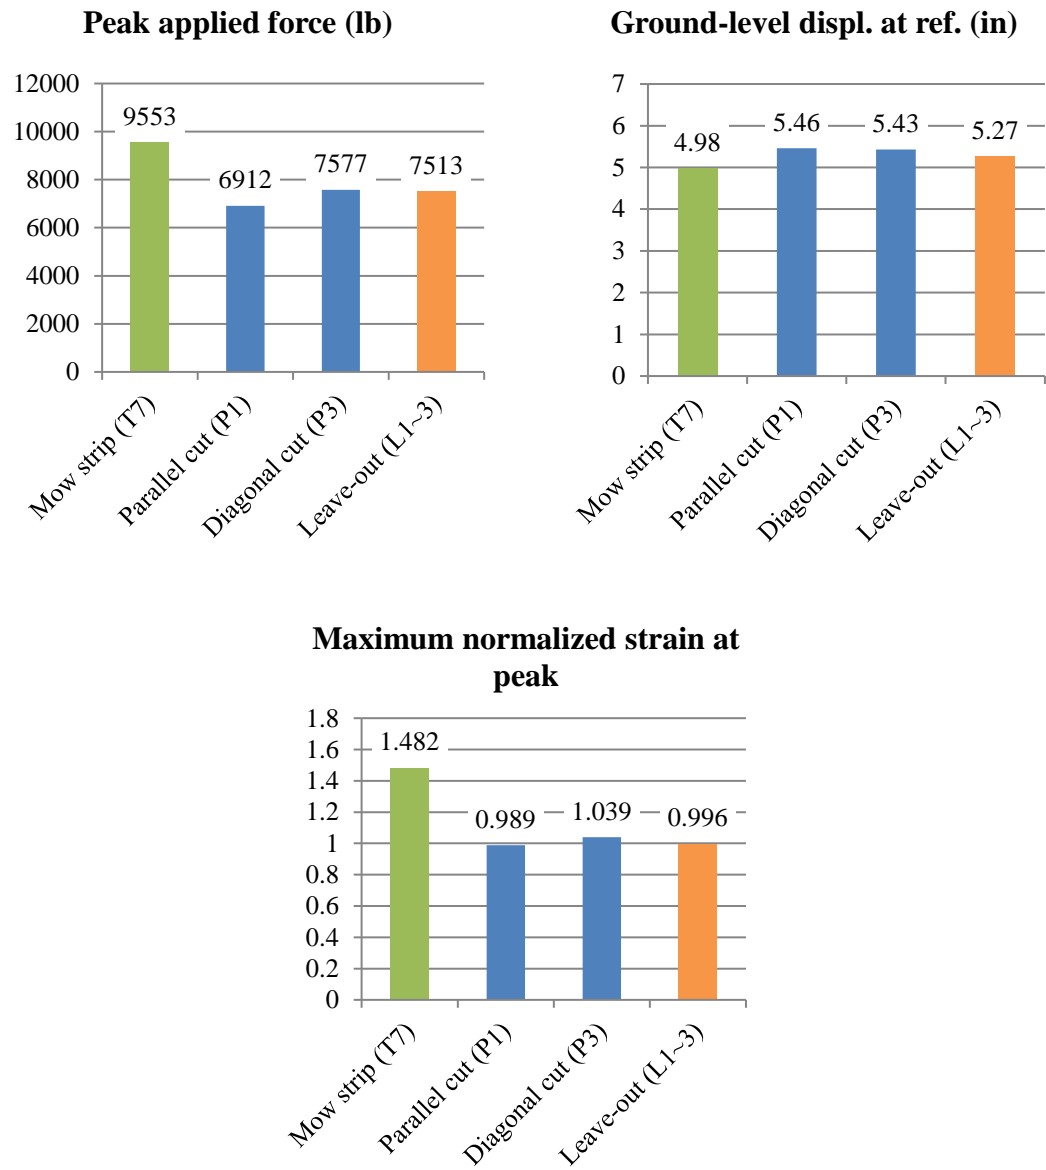 Peak applied force (lb)
12000
10000
8000
6000
4000
2000
0
9553
6912
7577
7513
Mow strip (T7)
Parallel cut (P1)
Diagonal cut (P3)
Leave-out (L1~3)
Ground-level displ. at ref. (in)
7
6
5
4
3
2
1
0
4.98
5.46
5.43
5.27
Mow strip (T7)
Parallel cut (P1)
Diagonal cut (P3)
Leave-out (L1~3)
Maximum normalized strain at
peak
1.8
1.6
1.4
1.2
1
0.8
0.6
0.4
0.2
0
1.482
0.989
1.039
0.996
Mow strip (T7)
Parallel cut (P1)
Diagonal cut (P3)
Leave-out (L1~3)